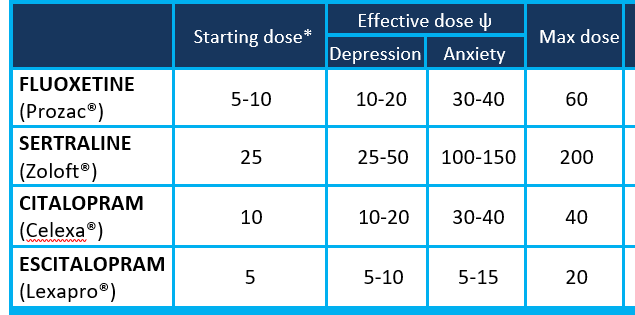 Starting dose*
Effective dose ψ
Max dose
Depression
Anxiety
FLUOXETINE
(Prozac®)
5-10
10-20
30-40
60
SERTRALINE
(Zoloft®)
25
25-50
100-150
200
CITALOPRAM
(Celexa®)
10
10-20
30-40
40
ESCITALOPRAM
(Lexapro®)
5
5-10
5-15
20